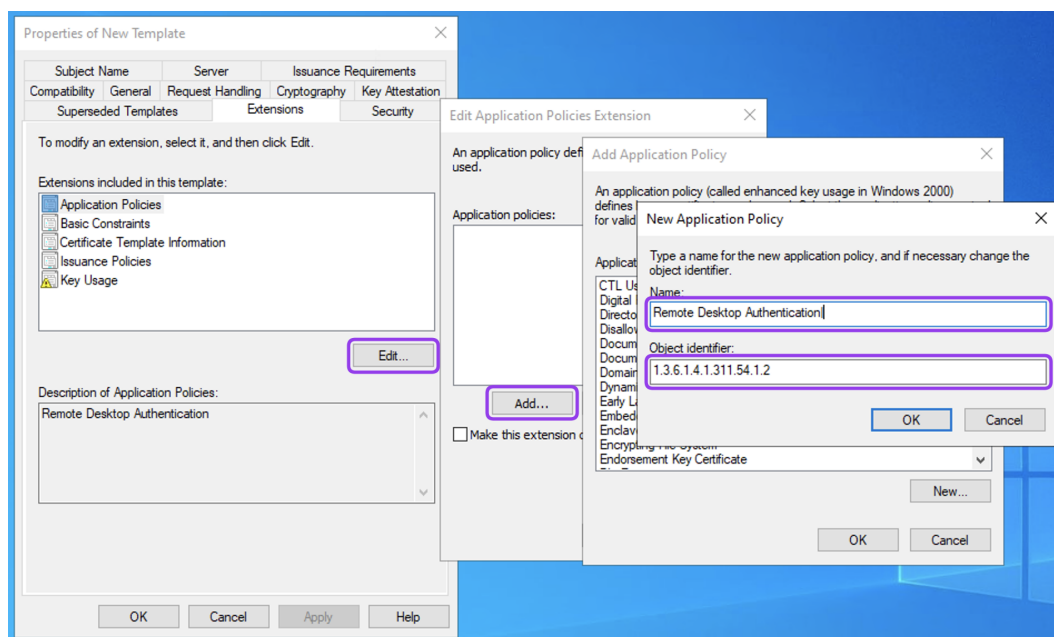 Properties of New Template
Subject Name Server Issuance Requirements
Compatibility General Request Handling Cryptography Key Attestation
Superseded Templates Extensions Security
To modify an extension, select it, and then click Edit.
Extensions included in this template:
Application Policies
Basic Constraints
Certificate Template Information
Issuance Policies
Key Usage
Edit...
Description of Application Policies:
Remote Desktop Authentication
OK Cancel Apply Help
Edit Application Policies Extension
An application policy defi
used.
Application policies:
Add...
Make this extension
Add Application Policy
An application policy (called enhanced key usage in Windows 2000)
defines
for valid
Applicat
CTL Us
Digital
Directo
Disallow
Docum
Docum
Domain
Dynami
Early La
Embed
Enclav
Encrypting File System
Endorsement Key Certificate
New...
OK Cancel
New Application Policy
Type a name for the new application policy, and if necessary change the
object identifier.
Name:
Remote Desktop Authentication
Object identifier:
1.3.6.1.4.1.311.54.1.2
OK Cancel